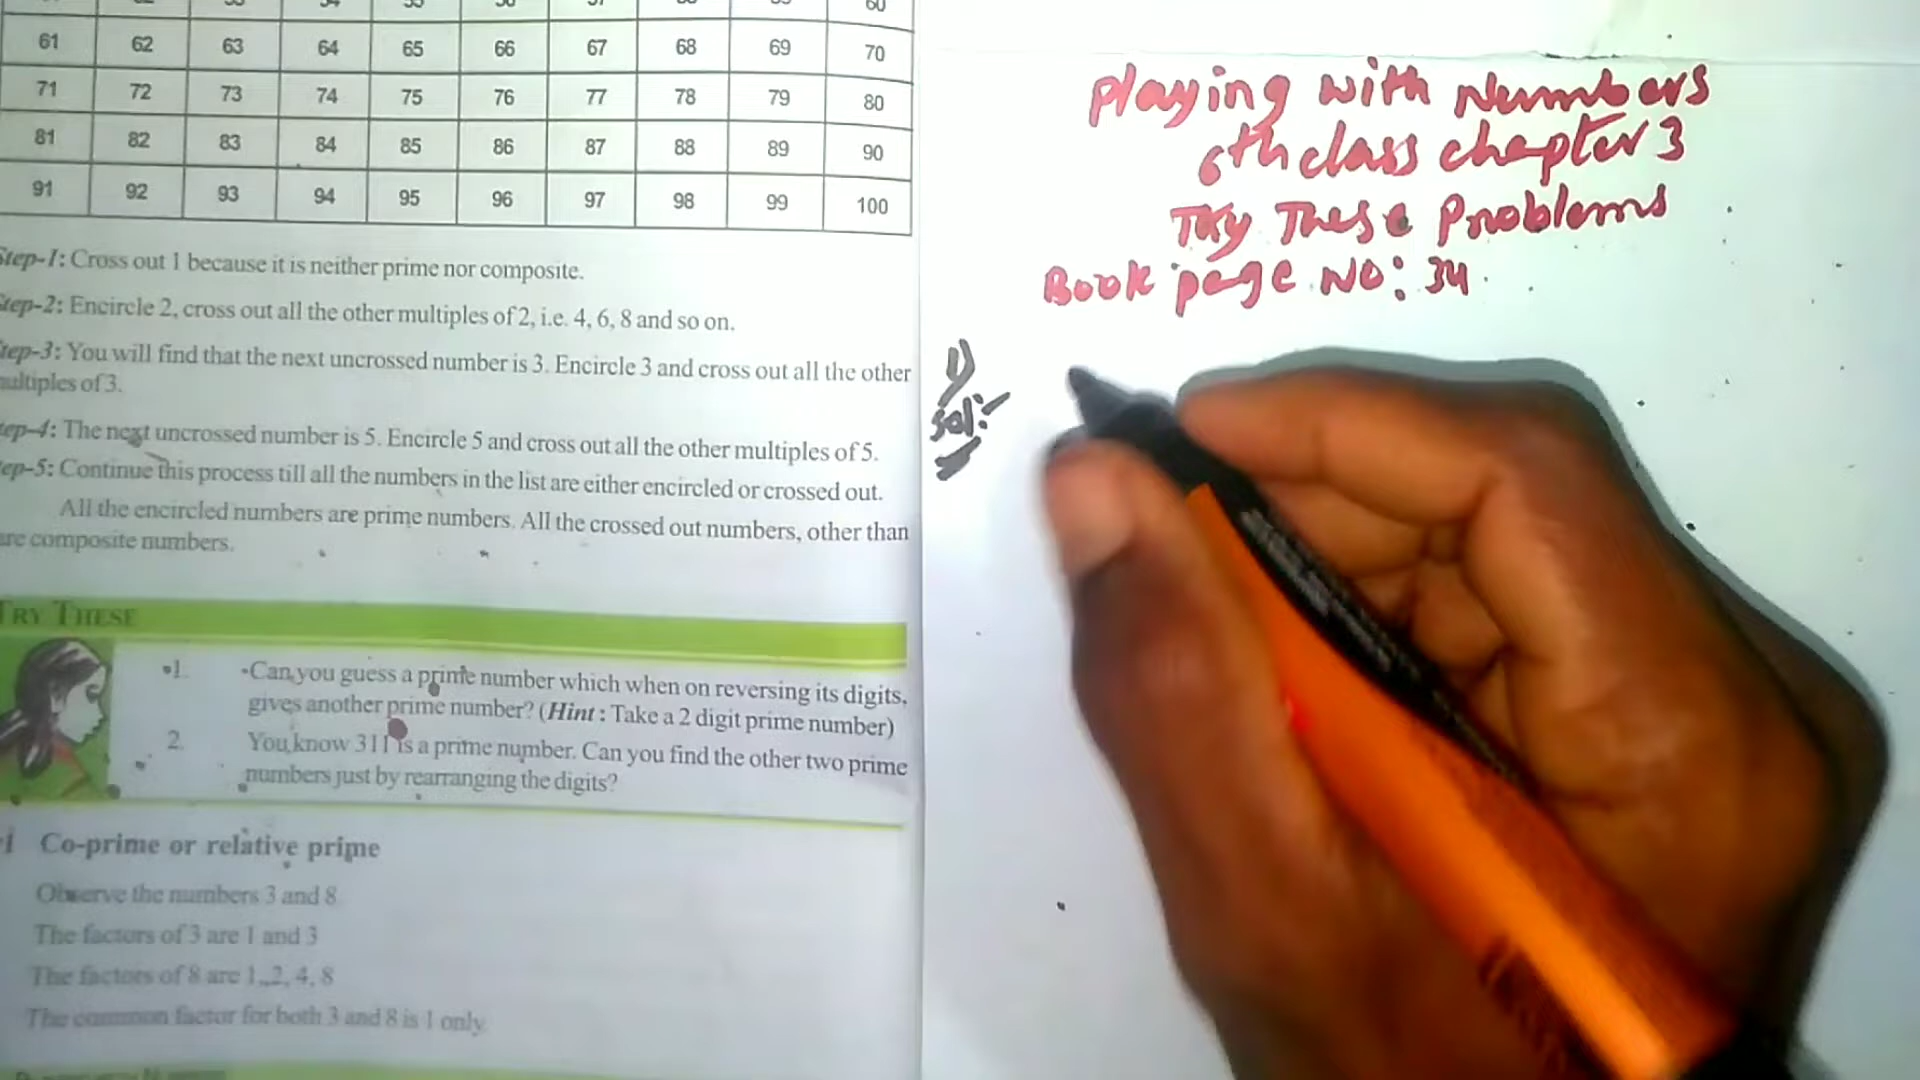 60
61 62 63 64 65 66 67 68 69 70
71 72 73 74 75 76 77 78 79 80
81 82 83 84 85 86 87 88 89 90
91 92 93 94 95 96 97 98 99 100
Step-1: Cross out 1 because it is neither prime nor composite.
Step-2: Encircle 2, cross out all the other multiples of 2, i.e. 4, 6, 8 and so on.
tep-3: You will find that the next uncrossed number is 3. Encircle 3 and cross out all the other
multiples of 3.
tep-4: The next uncrossed number is 5. Encircle 5 and cross out all the other multiples of 5.
tep-5: Continue this process till all the numbers in the list are either encircled or crossed out.
All the encircled numbers are prime numbers. All the crossed out numbers, other than
are composite numbers.
TRY THESE
1. Can you guess a prime number which when on reversing its digits,
gives another prime number? (Hint : Take a 2 digit prime number)
2. You know 311 is a prime number. Can you find the other two prime
numbers just by rearranging the digits?
Co-prime or relative prime
Observe the numbers 3 and 8
The factors of 3 are 1 and 3
The factors of 8 are 1, 2, 4, 8
The common factor for both 3 and 8 is 1 only
Playing with Numbers
6th class chapter 3
Try These Problems
Book page No: 34
1)
Sol:-